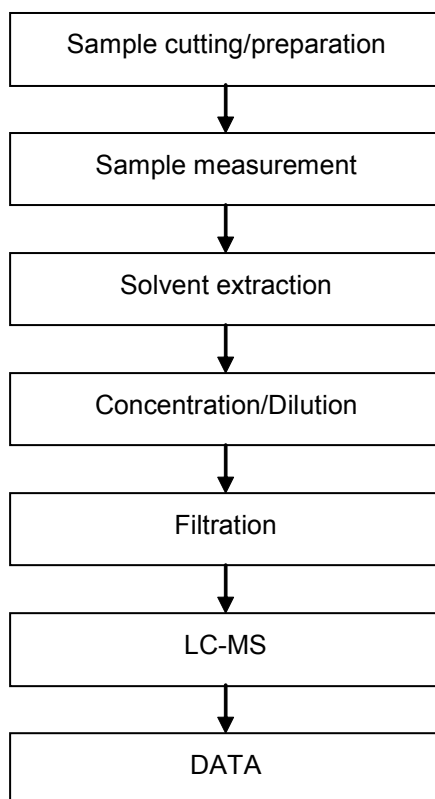 Sample cutting/preparation
Sample measurement
Solvent extraction
Concentration/Dilution
Filtration
LC-MS
DATA